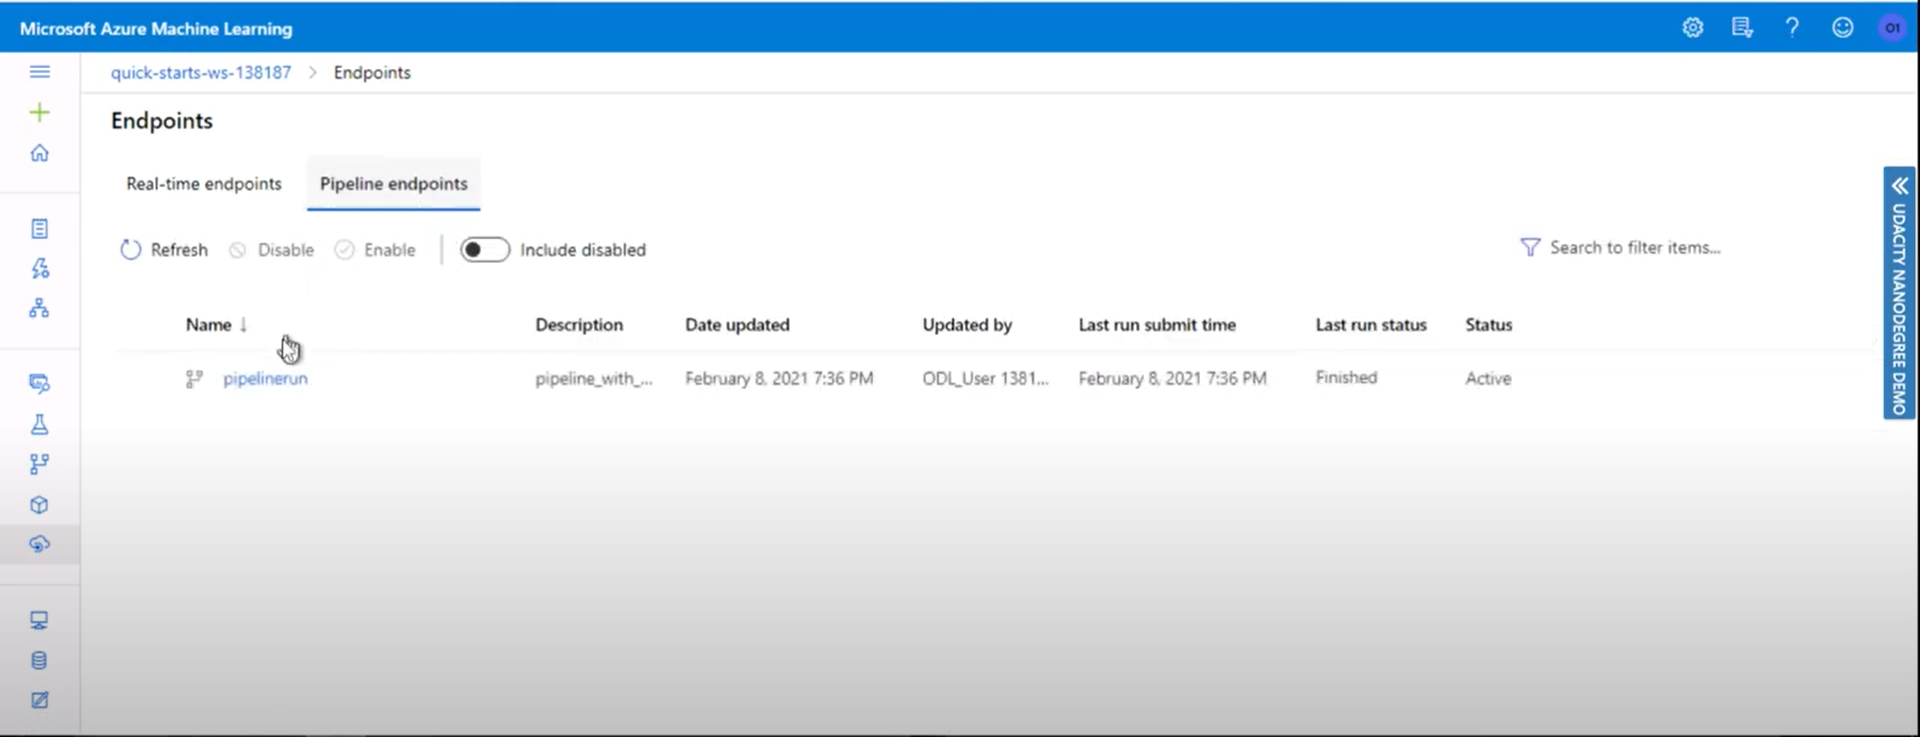 Microsoft Azure Machine Learning
?
O1
quick-starts-ws-138187 > Endpoints
Endpoints
Real-time endpoints Pipeline endpoints
Refresh Disable Enable Include disabled Search to filter items...
Name ↓ Description Date updated Updated by Last run submit time Last run status Status
pipelinerun pipeline_with_... February 8, 2021 7:36 PM ODL_User 1381... February 8, 2021 7:36 PM Finished Active
UDACITY NANODEGREE DEMO